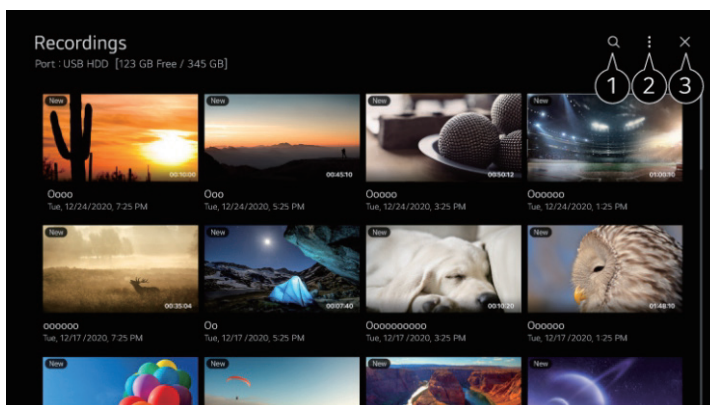 Recordings
Port : USB HDD [123 GB Free / 345 GB]
1 2 3
New New New New
00:10:00 00:45:10 00:50:12 01:00:10
Oooo Ooo Ooooo Oooooo
Tue, 12/24/2020, 7:25 PM Tue, 12/24/2020, 5:25 PM Tue, 12/24/2020, 3:25 PM Tue, 12/24/2020, 1:25 PM
New New New New
00:35:04 00:07:40 00:10:20 01:48:10
oooooo Oo Oooooooooo Oooooo
Tue, 12/17 /2020, 7:25 PM Tue, 12/17 /2020, 5:25 PM Tue, 12/17 /2020, 3:25 PM Tue, 12/17 /2020, 1:25 PM
New New New New